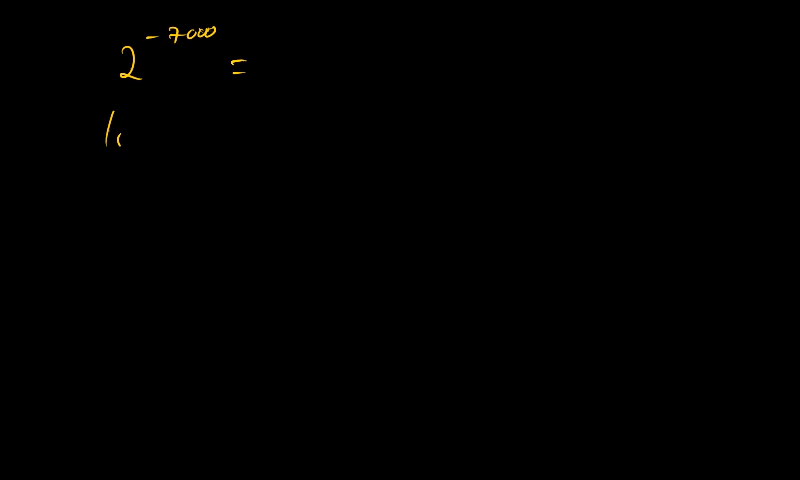 2^{-7000} =